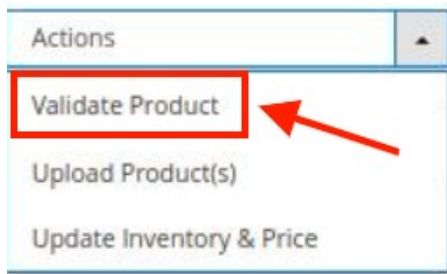 Actions
Validate Product
Upload Product(s)
Update Inventory & Price